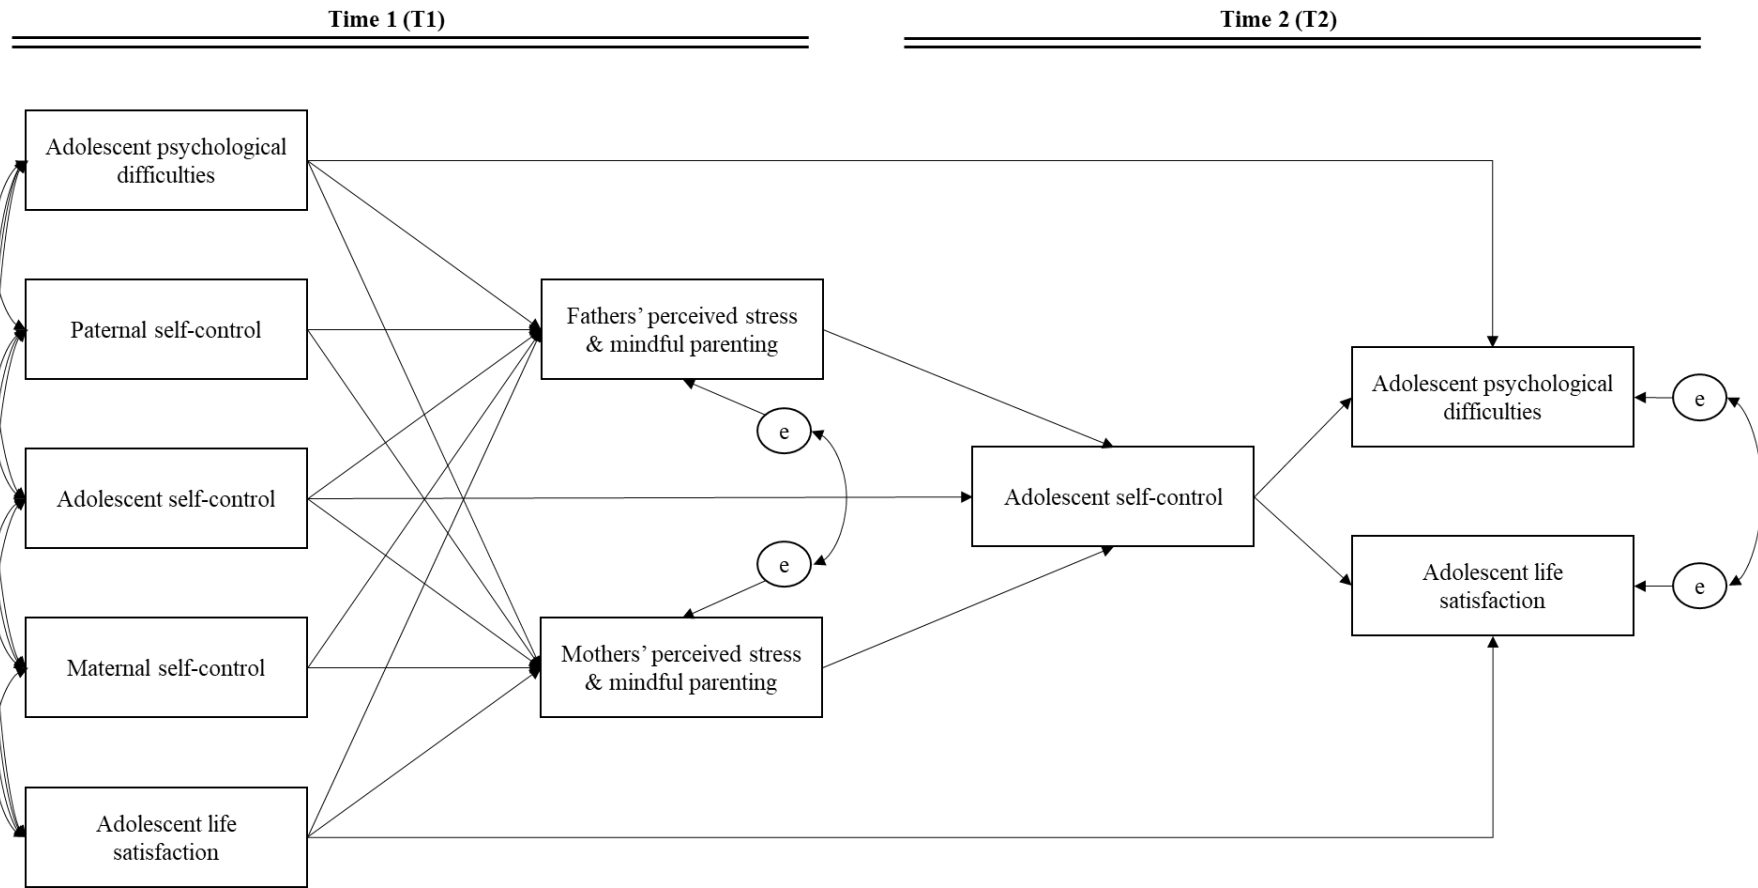 Time 1 (T1)
Time 2 (T2)
Adolescent psychological
difficulties
Paternal self-control
Adolescent self-control
Maternal self-control
Adolescent life
satisfaction
Fathers’ perceived stress
& mindful parenting
e
e
Mothers’ perceived stress
& mindful parenting
Adolescent self-control
Adolescent psychological
difficulties
e
Adolescent life
satisfaction
e